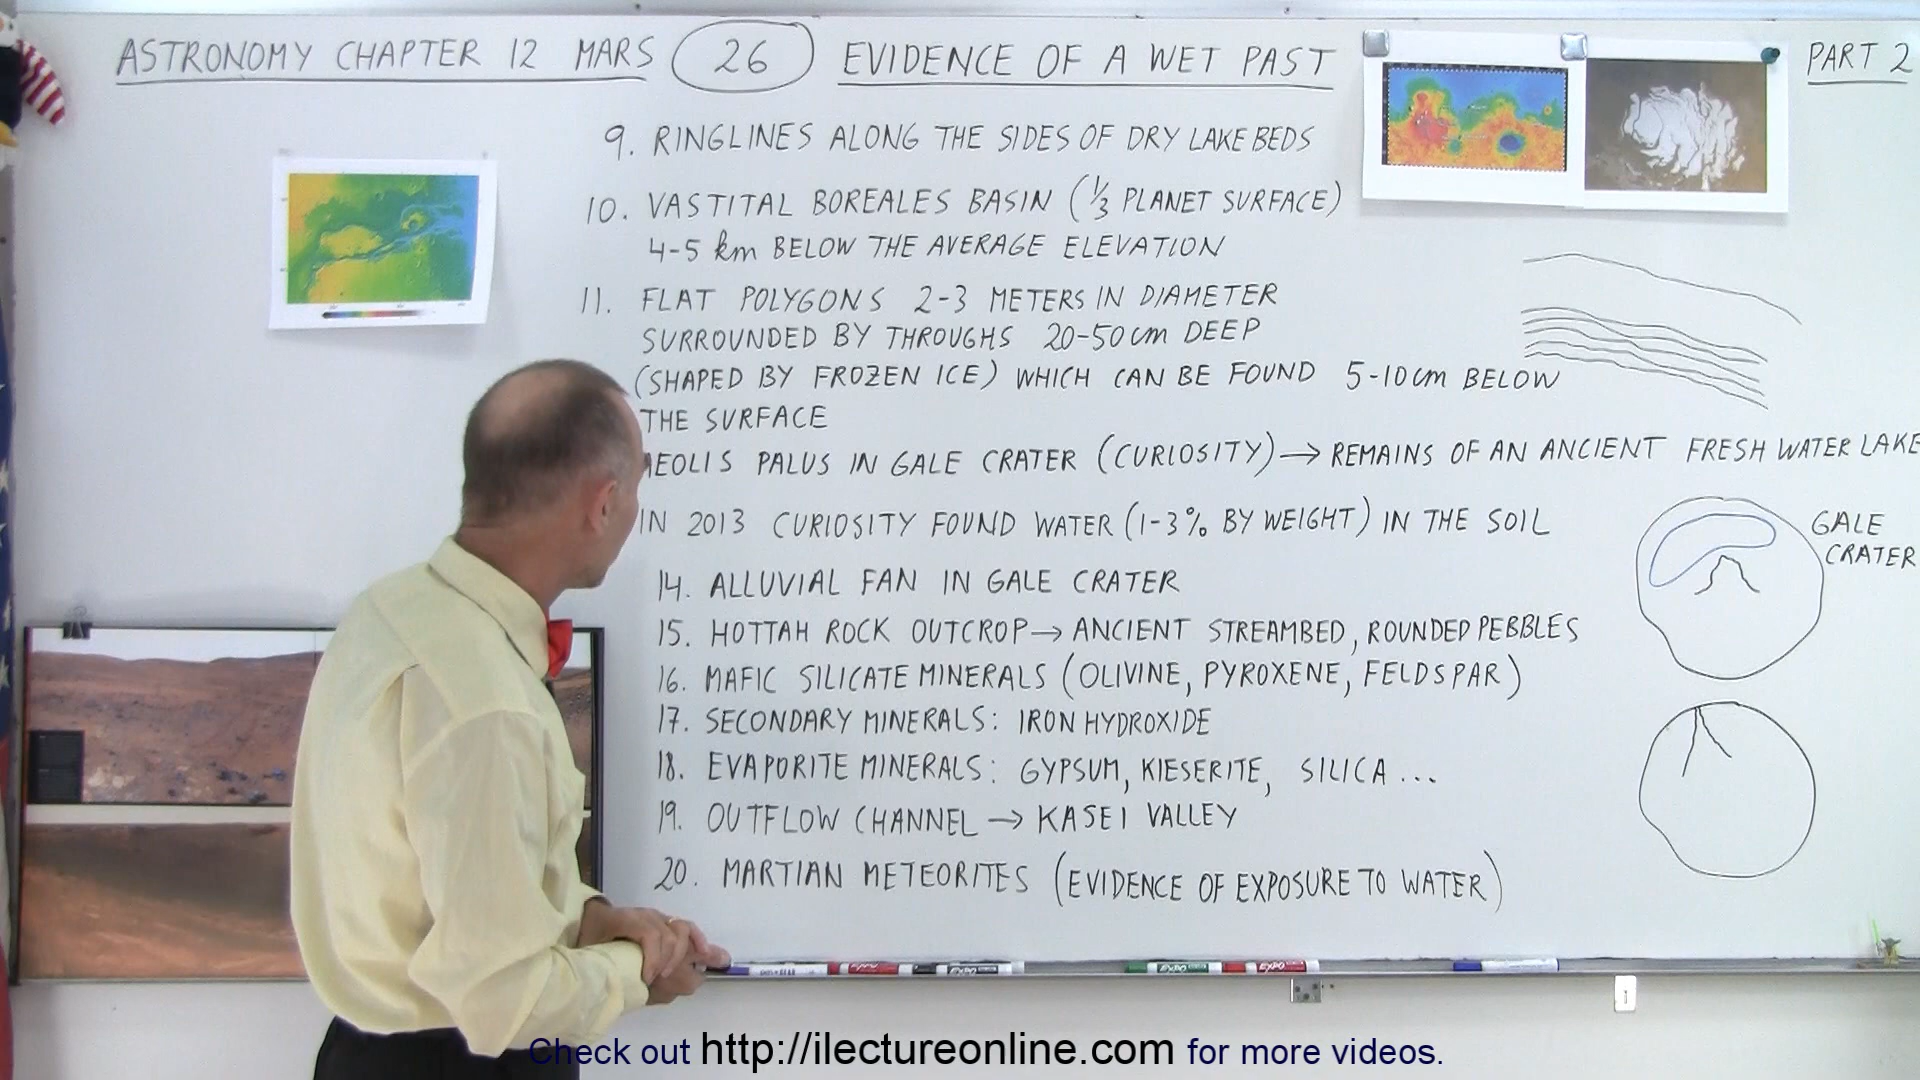 ASTRONOMY CHAPTER 12 MARS 26 EVIDENCE OF A WET PAST PART 2
9. RINGLINES ALONG THE SIDES OF DRY LAKE BEDS
10. VASTITAL BOREALES BASIN (1/3 PLANET SURFACE)
4-5 km BELOW THE AVERAGE ELEVATION
11. FLAT POLYGONS 2-3 METERS IN DIAMETER
SURROUNDED BY THROUGHS 20-50cm DEEP
(SHAPED BY FROZEN ICE) WHICH CAN BE FOUND 5-10cm BELOW
THE SURFACE
AEOLIS PALUS IN GALE CRATER (CURIOSITY) → REMAINS OF AN ANCIENT FRESH WATER LAKE
IN 2013 CURIOSITY FOUND WATER (1-3% BY WEIGHT) IN THE SOIL
GALE
CRATER
14. ALLUVIAL FAN IN GALE CRATER
15. HOTTAH ROCK OUTCROP → ANCIENT STREAMBED, ROUNDED PEBBLES
16. MAFIC SILICATE MINERALS (OLIVINE, PYROXENE, FELDSPAR)
17. SECONDARY MINERALS: IRON HYDROXIDE
18. EVAPORITE MINERALS: GYPSUM, KIESERITE, SILICA ...
19. OUTFLOW CHANNEL → KASEI VALLEY
20. MARTIAN METEORITES (EVIDENCE OF EXPOSURE TO WATER)
EXPO
EXPO
EXPO
EXPO
Check out http://ilectureonline.com for more videos.